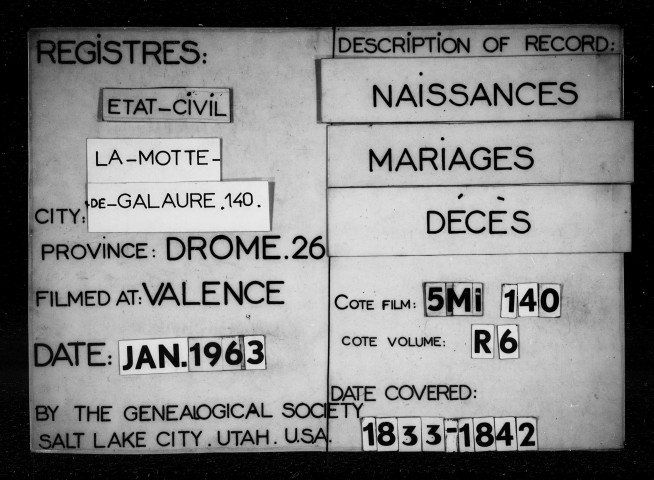 REGISTRES:
ETAT-CIVIL
LA-MOTTE-
CITY: DE-GALAURE.140.
PROVINCE: DROME.26
FILMED AT: VALENCE
DATE: JAN.1963
BY THE GENEALOGICAL SOCIETY
SALT LAKE CITY. UTAH. U.S.A.
DESCRIPTION OF RECORD:
NAISSANCES
MARIAGES
DÉCÈS
COTE FILM: 5Mi 140
COTE VOLUME: R6
DATE COVERED:
1833-1842